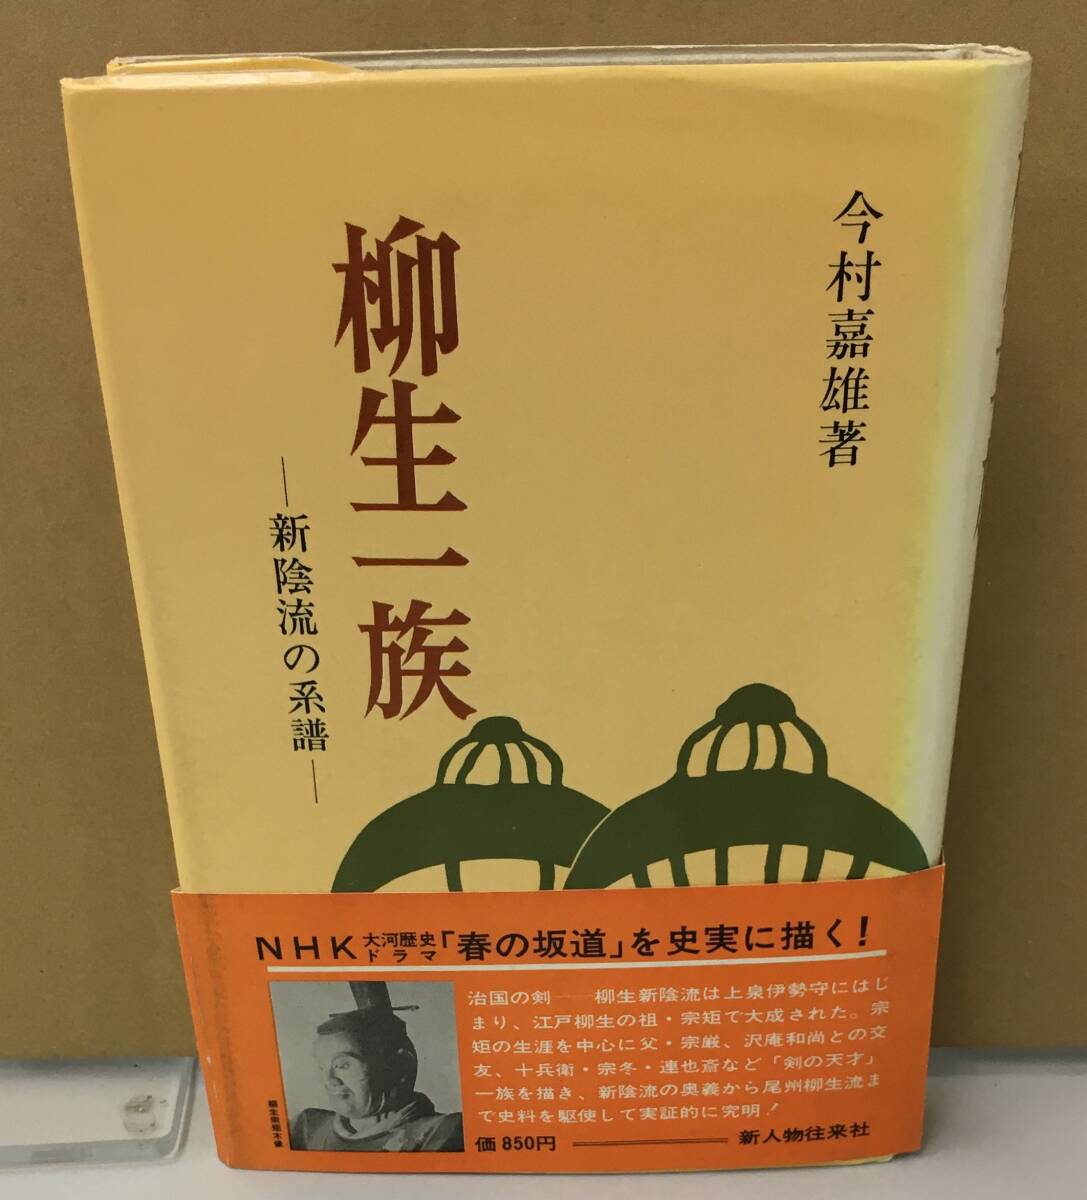 今村嘉雄著
柳生一族
―新陰流の系譜―
NHK大河歴史ドラマ「春の坂道」を史実に描く!
治国の剣――柳生新陰流は上泉伊勢守にはじ
まり、江戸柳生の祖・宗矩で大成された。宗
矩の生涯を中心に父・宗厳、沢庵和尚との交
友、十兵衛・宗冬・連也斎など「剣の天才」
一族を描き、新陰流の奥義から尾州柳生流ま
で史料を駆使して実証的に究明!
柳生宗矩木像
価850円――新人物往来社